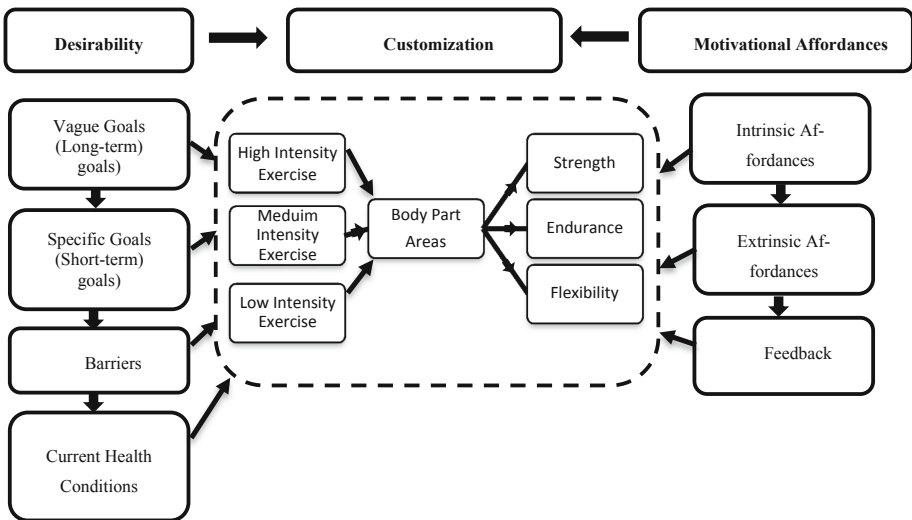 Desirability
Customization
Motivational Affordances
Vague Goals
(Long-term)
goals)
Specific Goals
(Short-term)
goals)
Barriers
Current Health
Conditions
High Intensity
Exercise
Meduim
Intensity
Exercise
Low Intensity
Exercise
Body Part
Areas
Strength
Endurance
Flexibility
Intrinsic Af-
fordances
Extrinsic Af-
fordances
Feedback